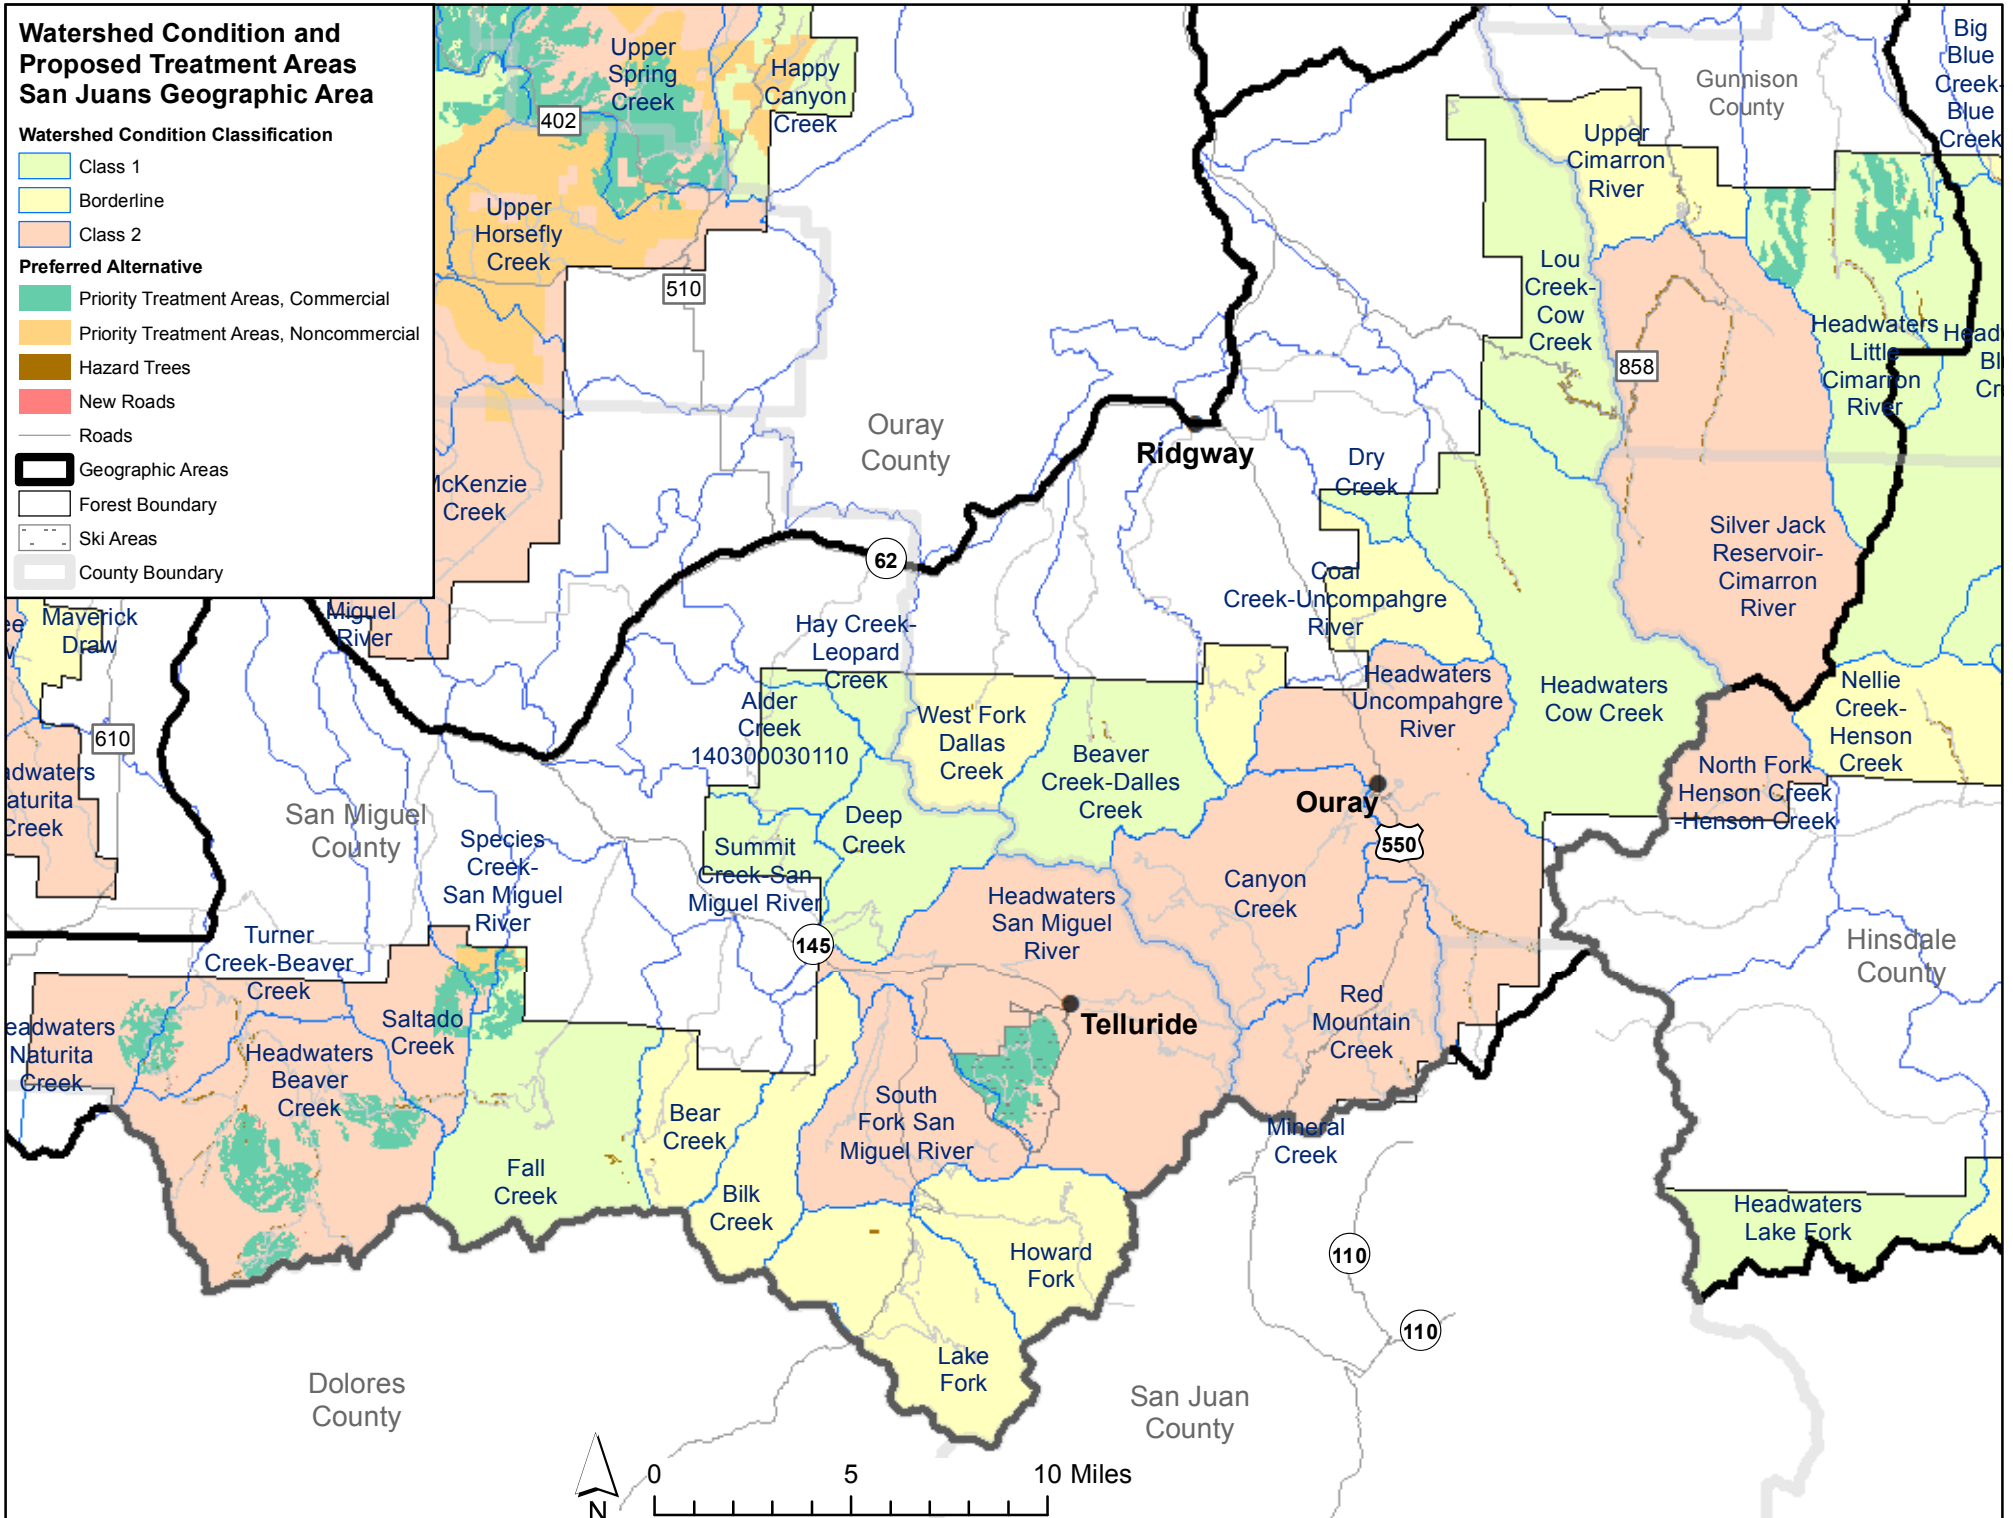 Watershed Condition and
Proposed Treatment Areas
San Juans Geographic Area
Watershed Condition Classification
Class 1
Borderline
Class 2
Preferred Alternative
Priority Treatment Areas, Commercial
Priority Treatment Areas, Noncommercial
Hazard Trees
New Roads
Roads
Geographic Areas
Forest Boundary
Ski Areas
County Boundary
Upper
Spring
Creek
Happy
Canyon
Creek
402
Upper
Horsefly
Creek
510
Gunnison
County
Big
Blue
Creek-
Blue
Creek
Upper
Cimarron
River
Lou
Creek-
Cow
Creek
858
Headwaters
Little
Cimarron
River
Head
Bl
Cr
Ouray
County
Ridgway
Dry
Creek
cKenzie
Creek
62
Silver Jack
Reservoir-
Cimarron
River
Coal
Creek-Uncompahgre
River
Maverick
Draw
Miguel
River
Hay Creek-
Leopard
Creek
Alder
Creek
140300030110
West Fork
Dallas
Creek
Beaver
Creek-Dalles
Creek
Headwaters
Uncompahgre
River
Headwaters
Cow Creek
Nellie
Creek-
Henson
Creek
North Fork
Henson Creek
-Henson Creek
610
adwaters
aturita
Creek
San Miguel
County
Species
Creek-
San Miguel
River
Deep
Creek
Summit
Creek-San
Miguel River
Ouray
550
Canyon
Creek
Headwaters
San Miguel
River
145
Turner
Creek-Beaver
Creek
Hinsdale
County
Saltado
Creek
Telluride
Red
Mountain
Creek
eadwaters
Naturita
Creek
Headwaters
Beaver
Creek
South
Fork San
Miguel River
Bear
Creek
Mineral
Creek
Fall
Creek
Bilk
Creek
Howard
Fork
Headwaters
Lake Fork
110
110
Lake
Fork
Dolores
County
San Juan
County
N
0 5 10 Miles